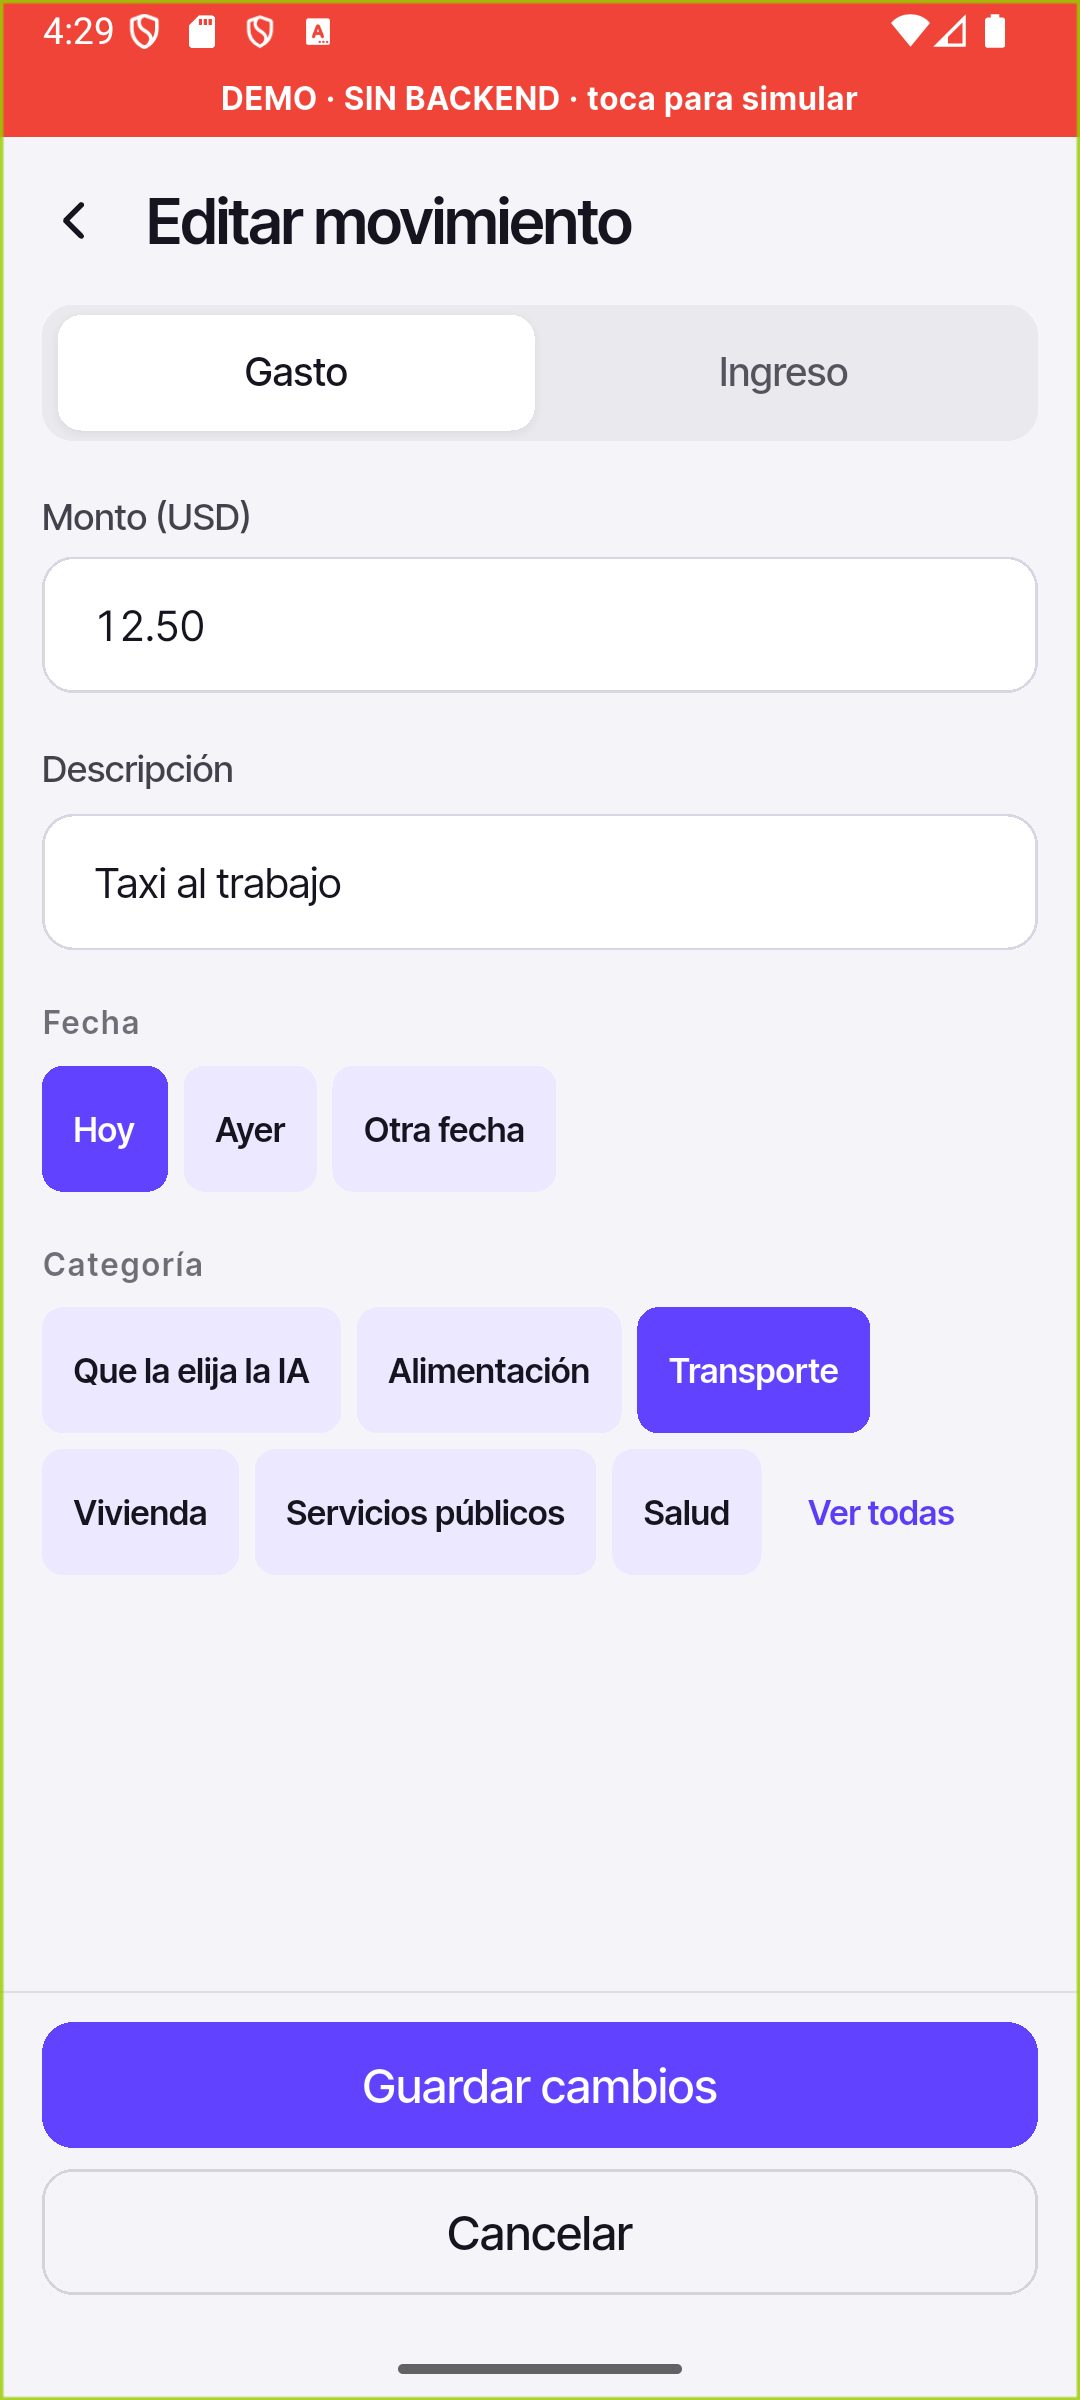 4:29
DEMO · SIN BACKEND · toca para simular
Editar movimiento
Gasto
Ingreso
Monto (USD)
12.50
Descripción
Taxi al trabajo
Fecha
Hoy
Ayer
Otra fecha
Categoría
Que la elija la IA
Alimentación
Transporte
Vivienda
Servicios públicos
Salud
Ver todas
Guardar cambios
Cancelar